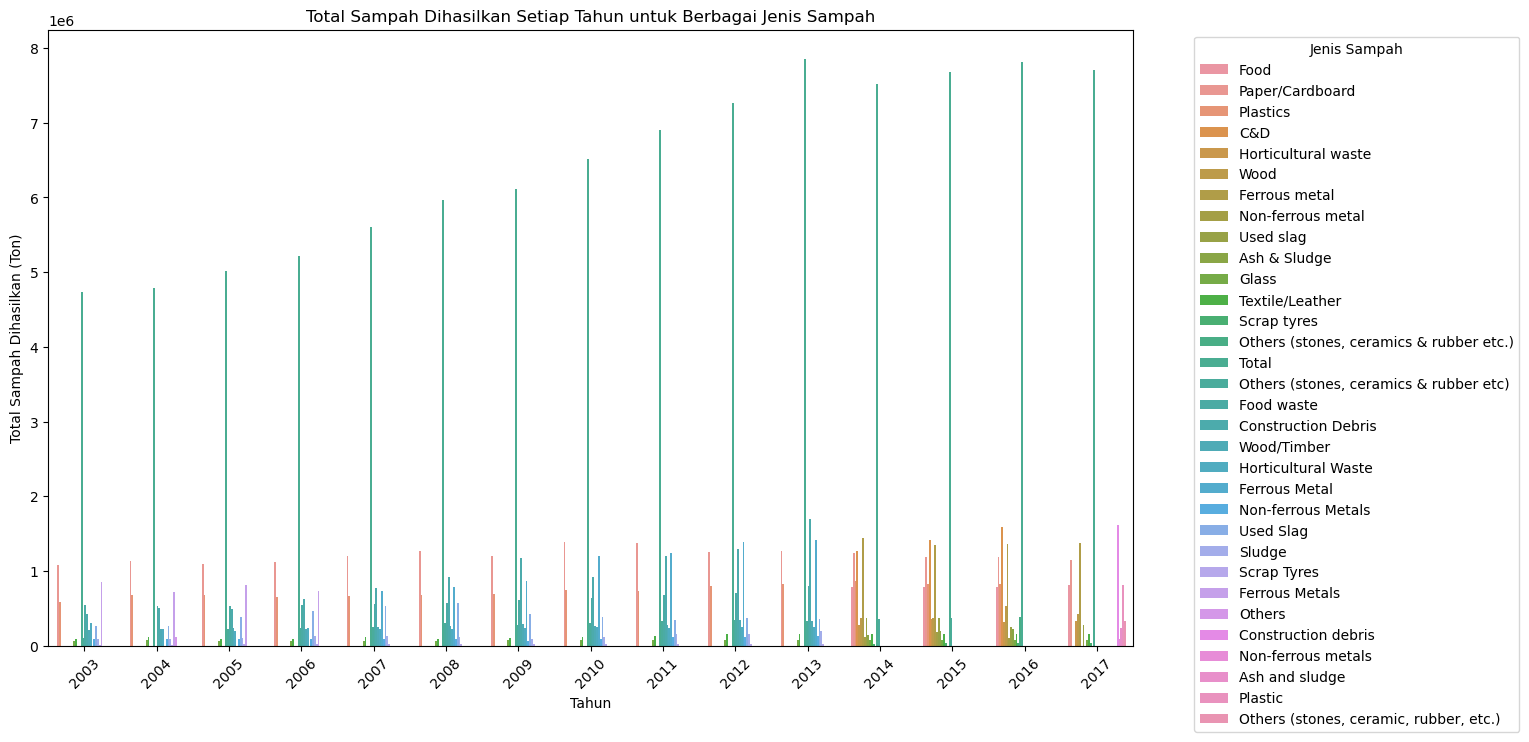 Total Sampah Dihasilkan Setiap Tahun untuk Berbagai Jenis Sampah
1e6
8
7
6
5
4
3
2
1
0
Total Sampah Dihasilkan (Ton)
2003
2004
2005
2006
2007
2008
2009
2010
2011
2012
2013
2014
2015
2016
2017
Tahun
Jenis Sampah
Food
Paper/Cardboard
Plastics
C&D
Horticultural waste
Wood
Ferrous metal
Non-ferrous metal
Used slag
Ash & Sludge
Glass
Textile/Leather
Scrap tyres
Others (stones, ceramics & rubber etc.)
Total
Others (stones, ceramics & rubber etc)
Food waste
Construction Debris
Wood/Timber
Horticultural Waste
Ferrous Metal
Non-ferrous Metals
Used Slag
Sludge
Scrap Tyres
Ferrous Metals
Others
Construction debris
Non-ferrous metals
Ash and sludge
Plastic
Others (stones, ceramic, rubber, etc.)